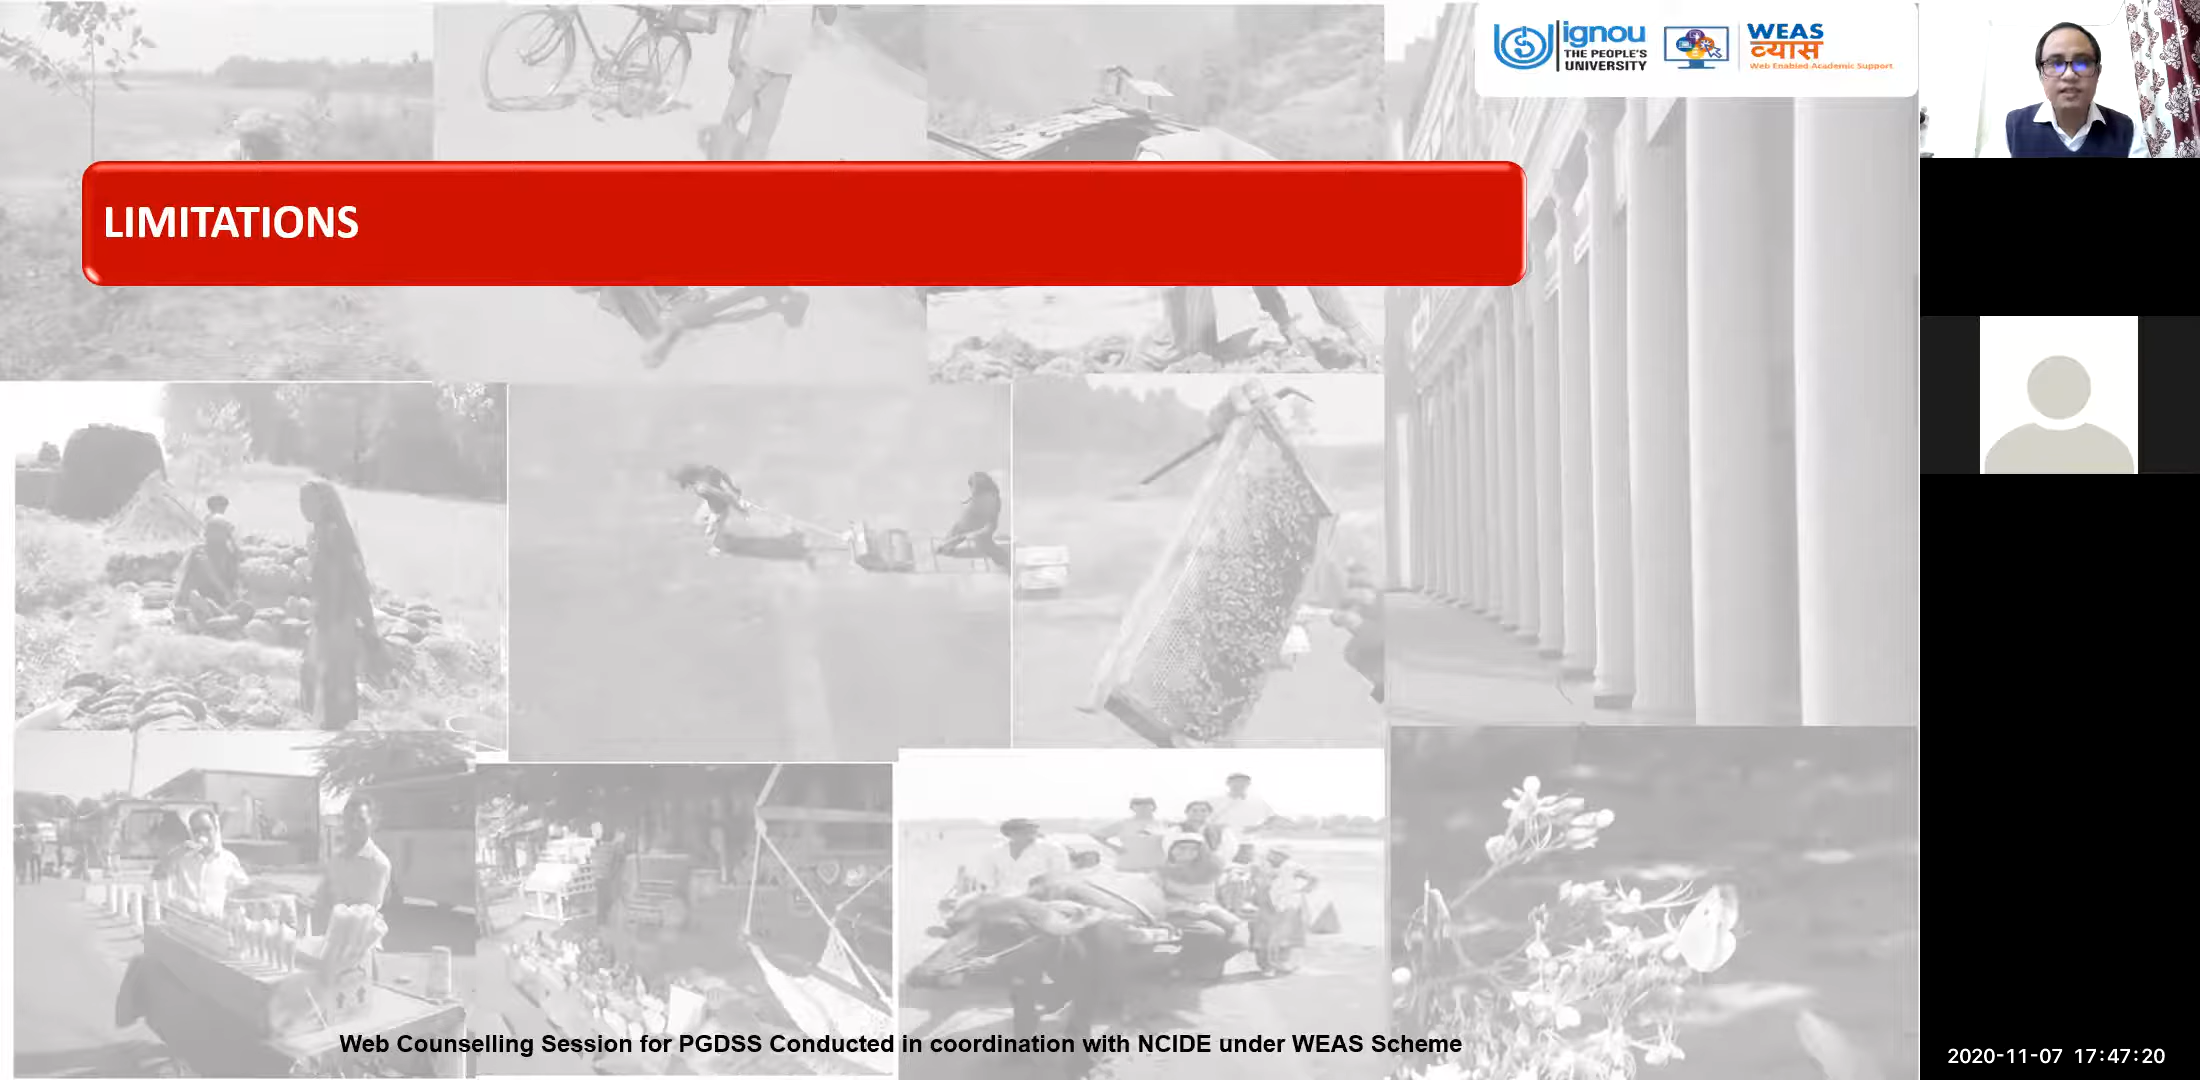 ignou
THE PEOPLE'S
UNIVERSITY
WEAS
व्यास
Web Enabled Academic Support
LIMITATIONS
Web Counselling Session for PGDSS Conducted in coordination with NCIDE under WEAS Scheme
2020-11-07 17:47:20